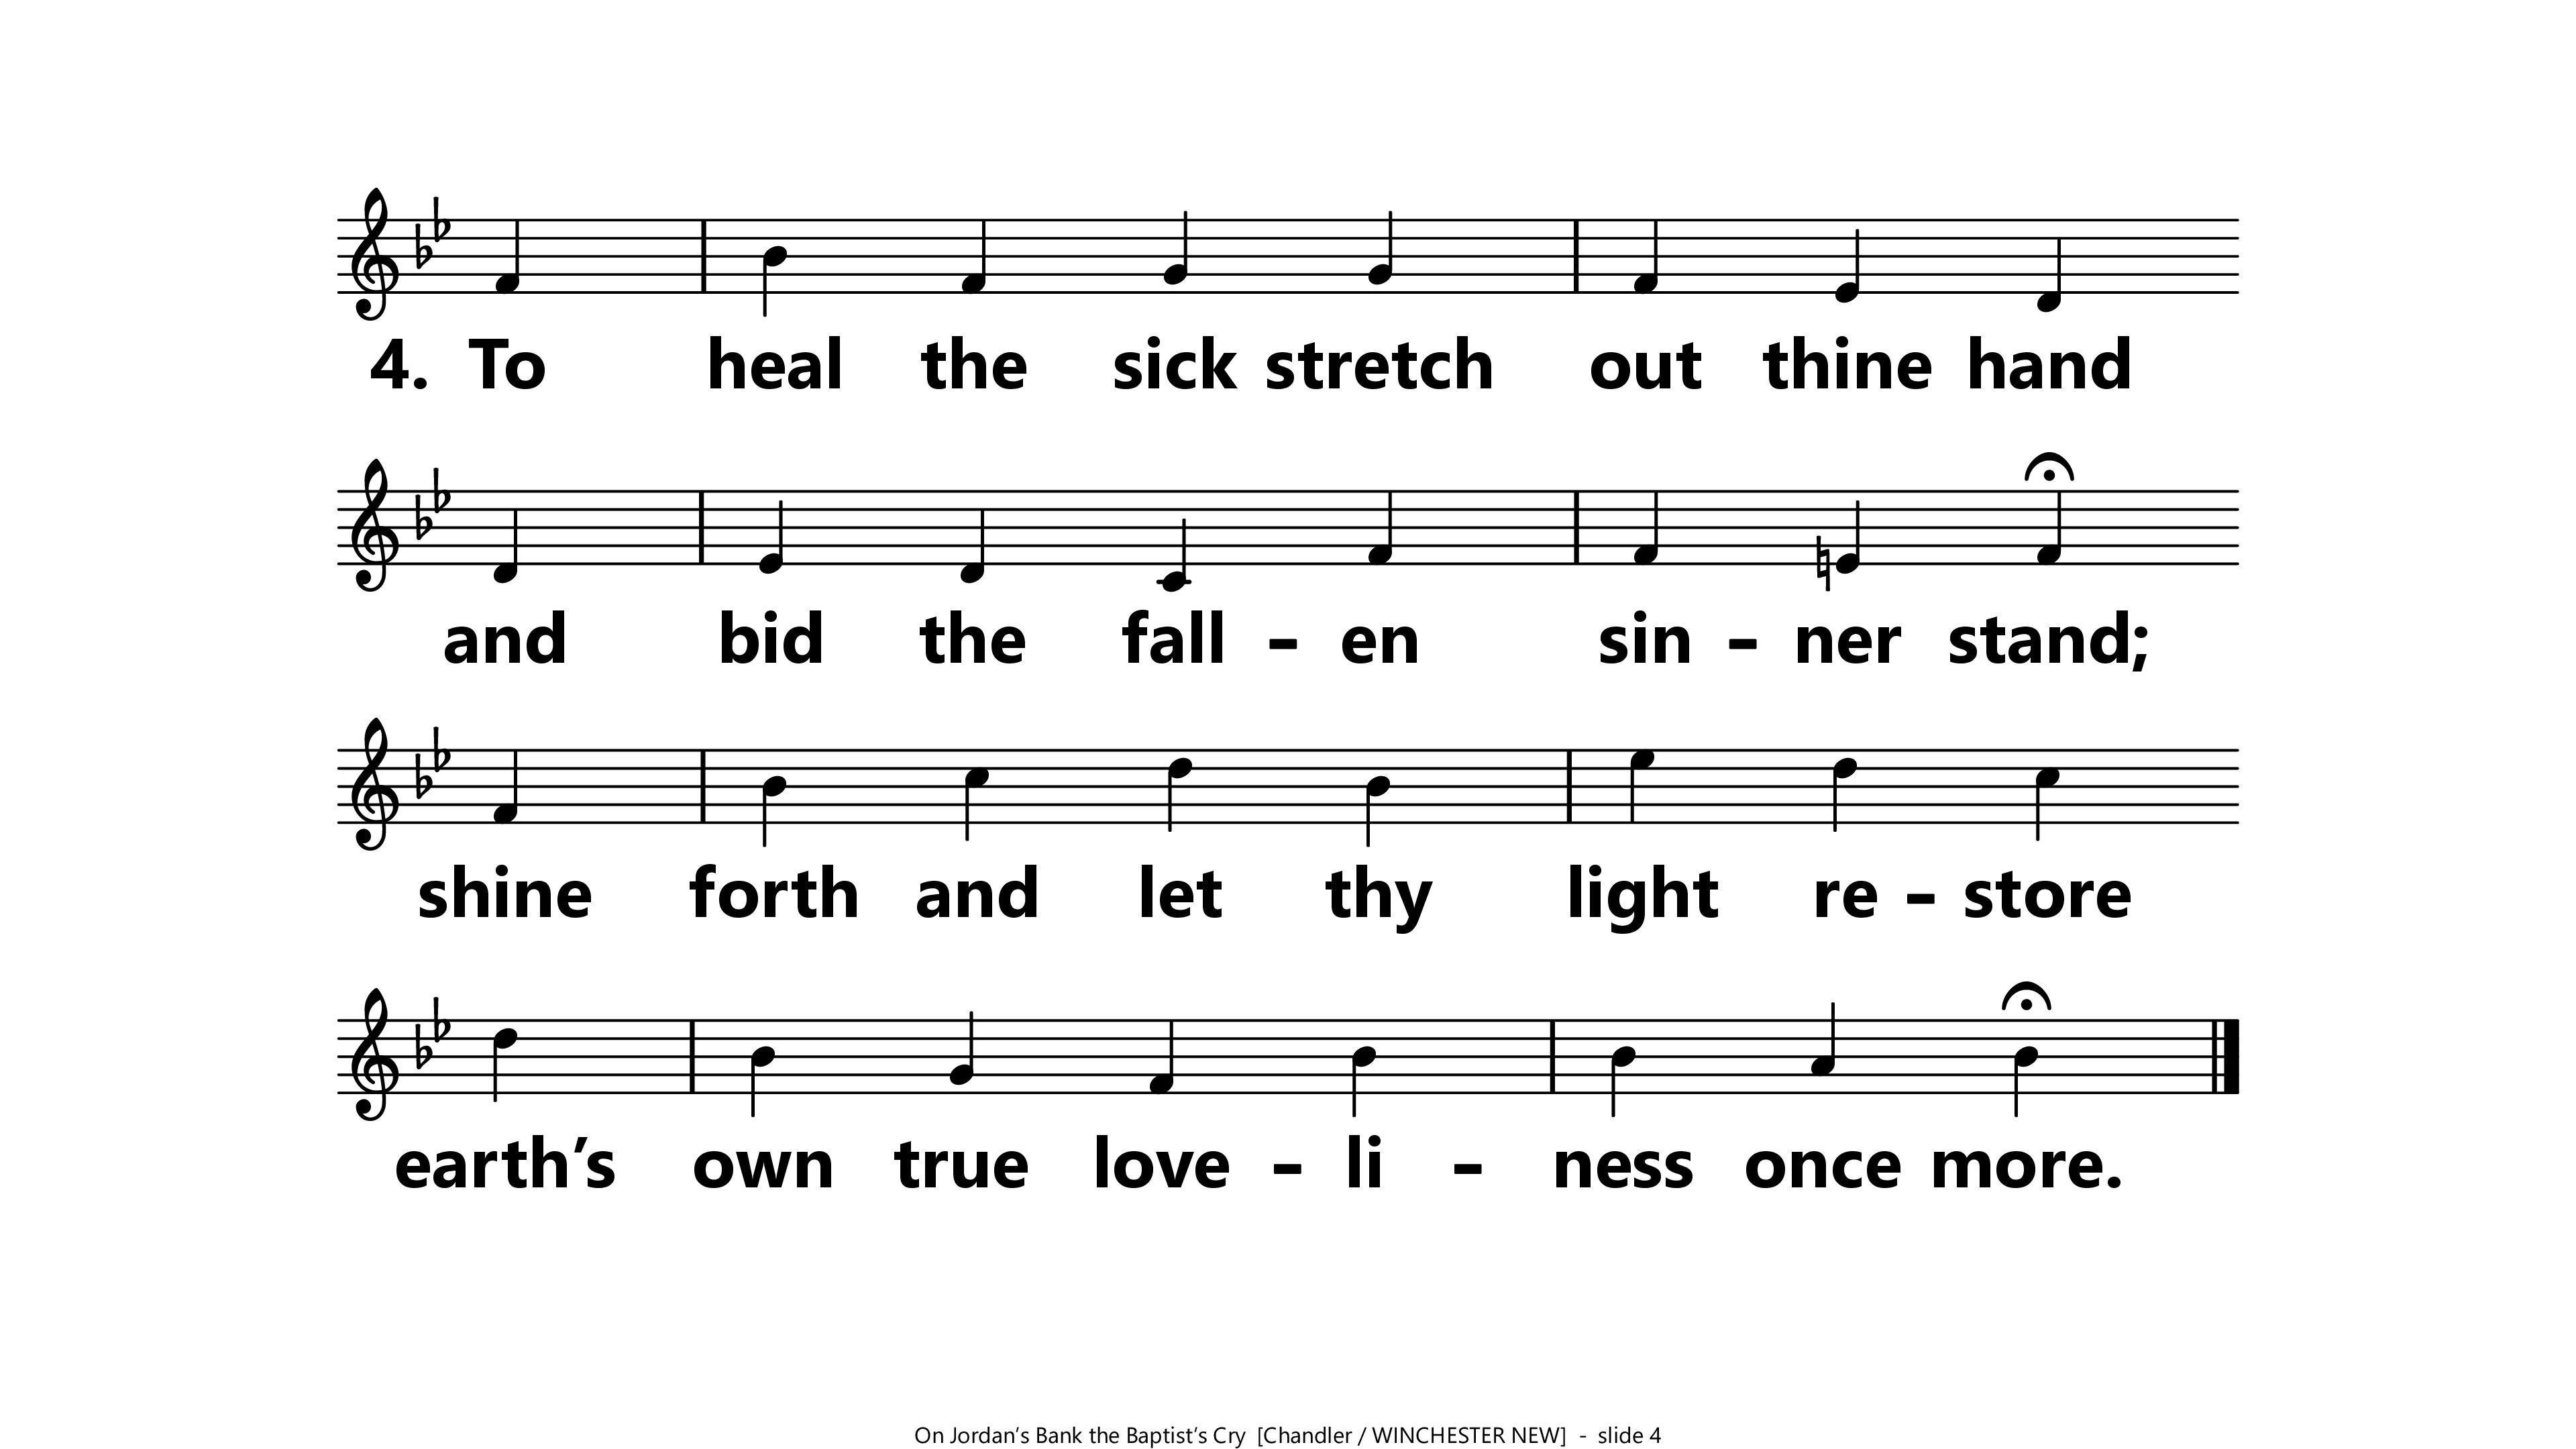 4. To heal the sick stretch out thine hand
and bid the fall - en sin - ner stand;
shine forth and let thy light re - store
earth’s own true love - li - ness once more.
On Jordan’s Bank the Baptist’s Cry [Chandler / WINCHESTER NEW] - slide 4